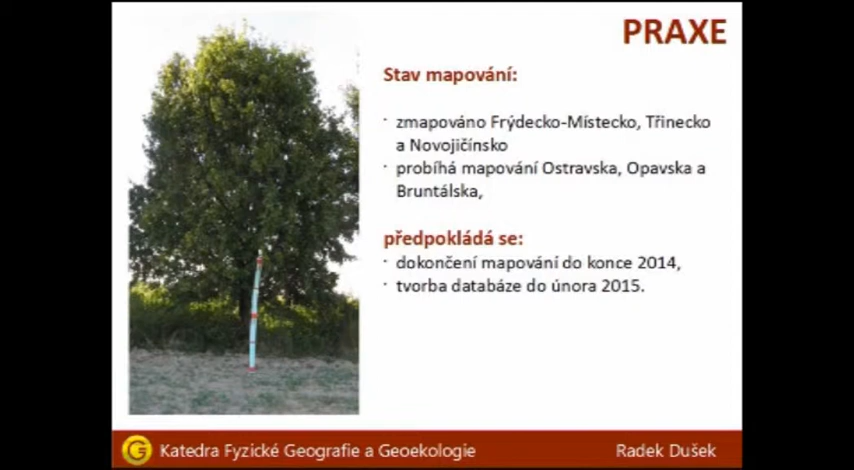 PRAXE
Stav mapování:
· zmapováno Frýdecko-Místecko, Třinecko
a Novojičínsko
· probíhá mapování Ostravska, Opavska a
Bruntálska,
předpokládá se:
· dokončení mapování do konce 2014,
· tvorba databáze do února 2015.
G Katedra Fyzické Geografie a Geoekologie
Radek Dušek